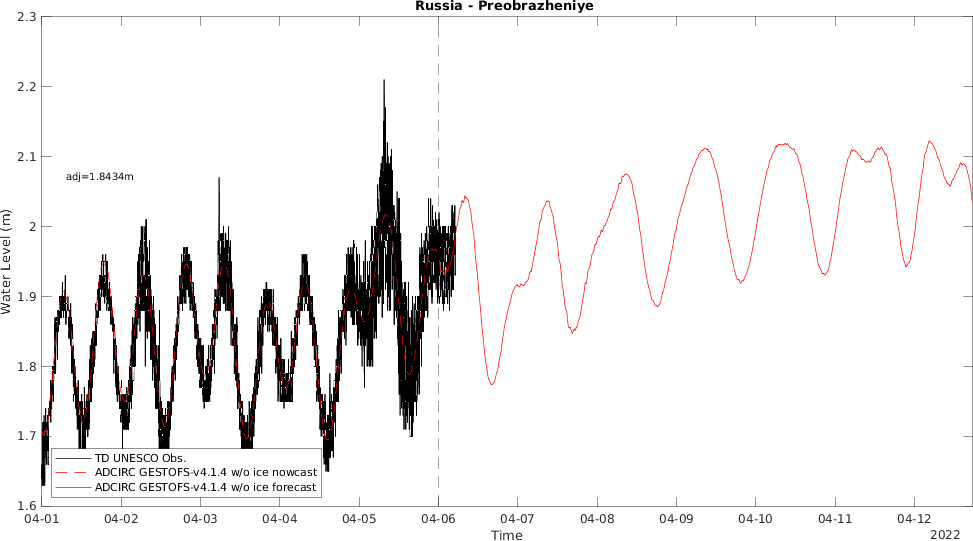 Russia - Preobrazheniye
2.3
2.2
2.1
2
1.9
1.8
1.7
1.6
Water Level (m)
adj=1.8434m
TD UNESCO Obs.
ADCIRC GESTOFS-v4.1.4 w/o ice nowcast
ADCIRC GESTOFS-v4.1.4 w/o ice forecast
04-01 04-02 04-03 04-04 04-05 04-06 04-07 04-08 04-09 04-10 04-11 04-12
Time
2022